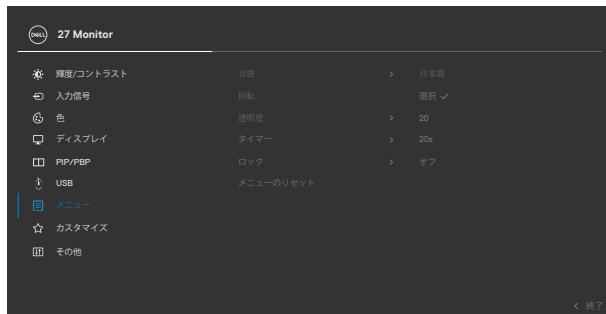 DELL 27 Monitor
輝度/コントラスト 言語 日本語
入力信号 回転 選択 ✓
色 透明度 20
ディスプレイ タイマー 20s
PIP/PBP ロック オフ
USB メニューのリセット
メニュー
カスタマイズ
その他
終了